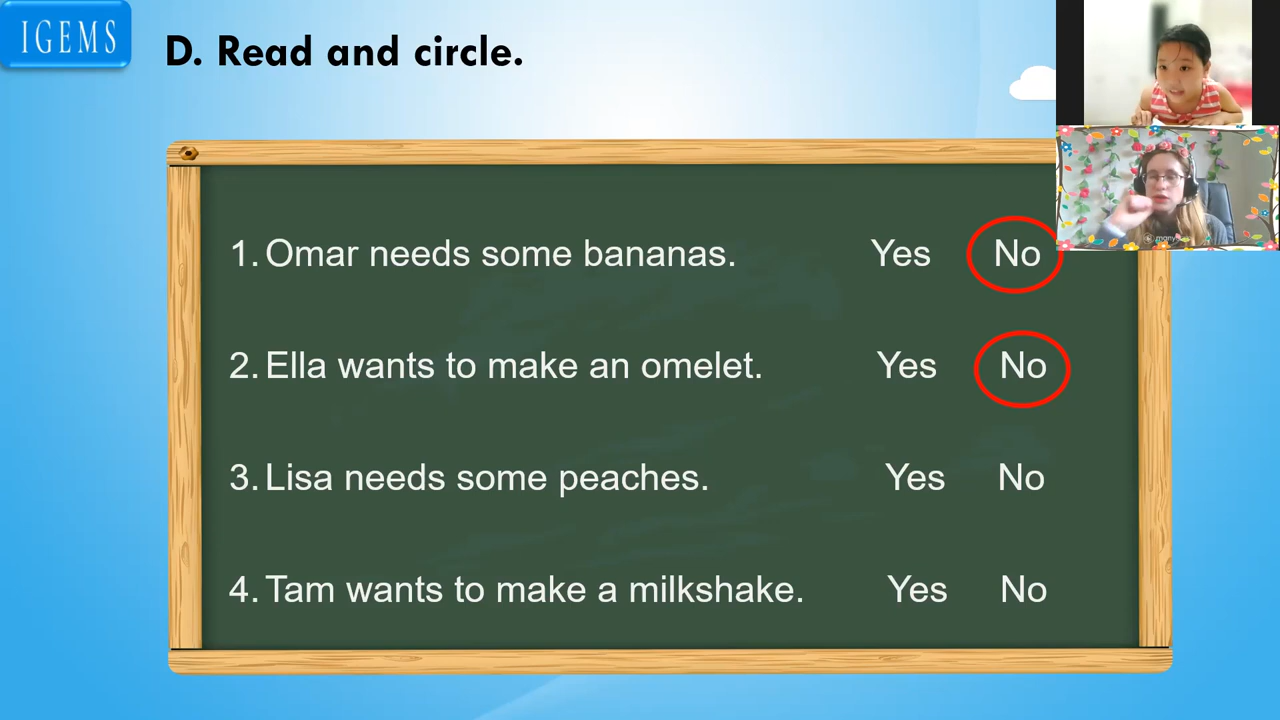 IGEMS
D. Read and circle.
1. Omar needs some bananas. Yes No
2. Ella wants to make an omelet. Yes No
3. Lisa needs some peaches. Yes No
4. Tam wants to make a milkshake. Yes No